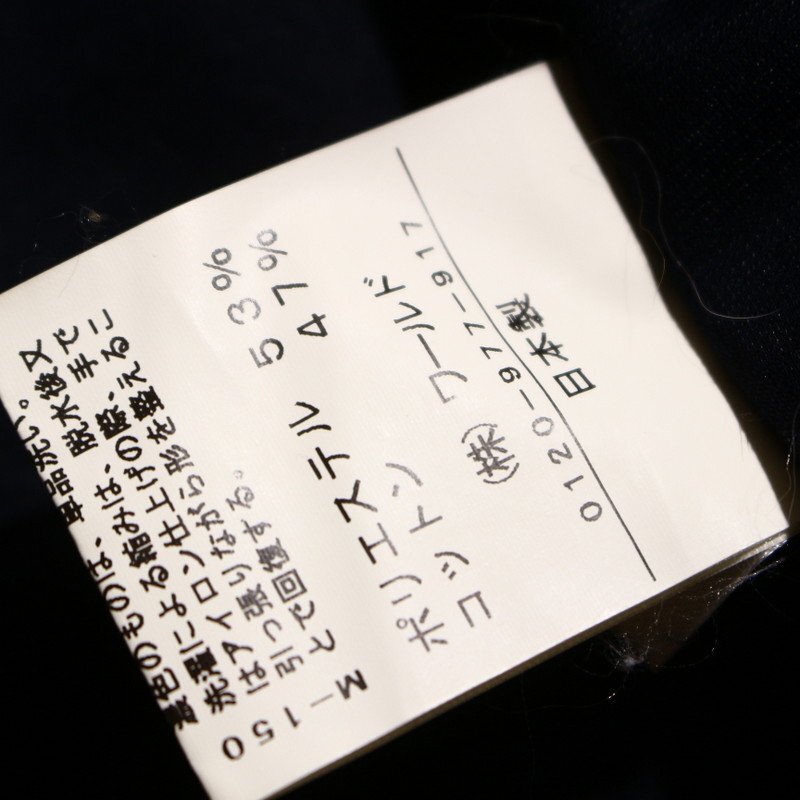 濃色のものは、単品洗い。又
洗濯による縮みは、脱水後で
はアイロン仕上げの際、手で
引っ張りながら形を整えるこ
とで回復する。
M-150
ポリエステル 53%
コットン 47%
(株) ワールド
0120-977-917
日本製